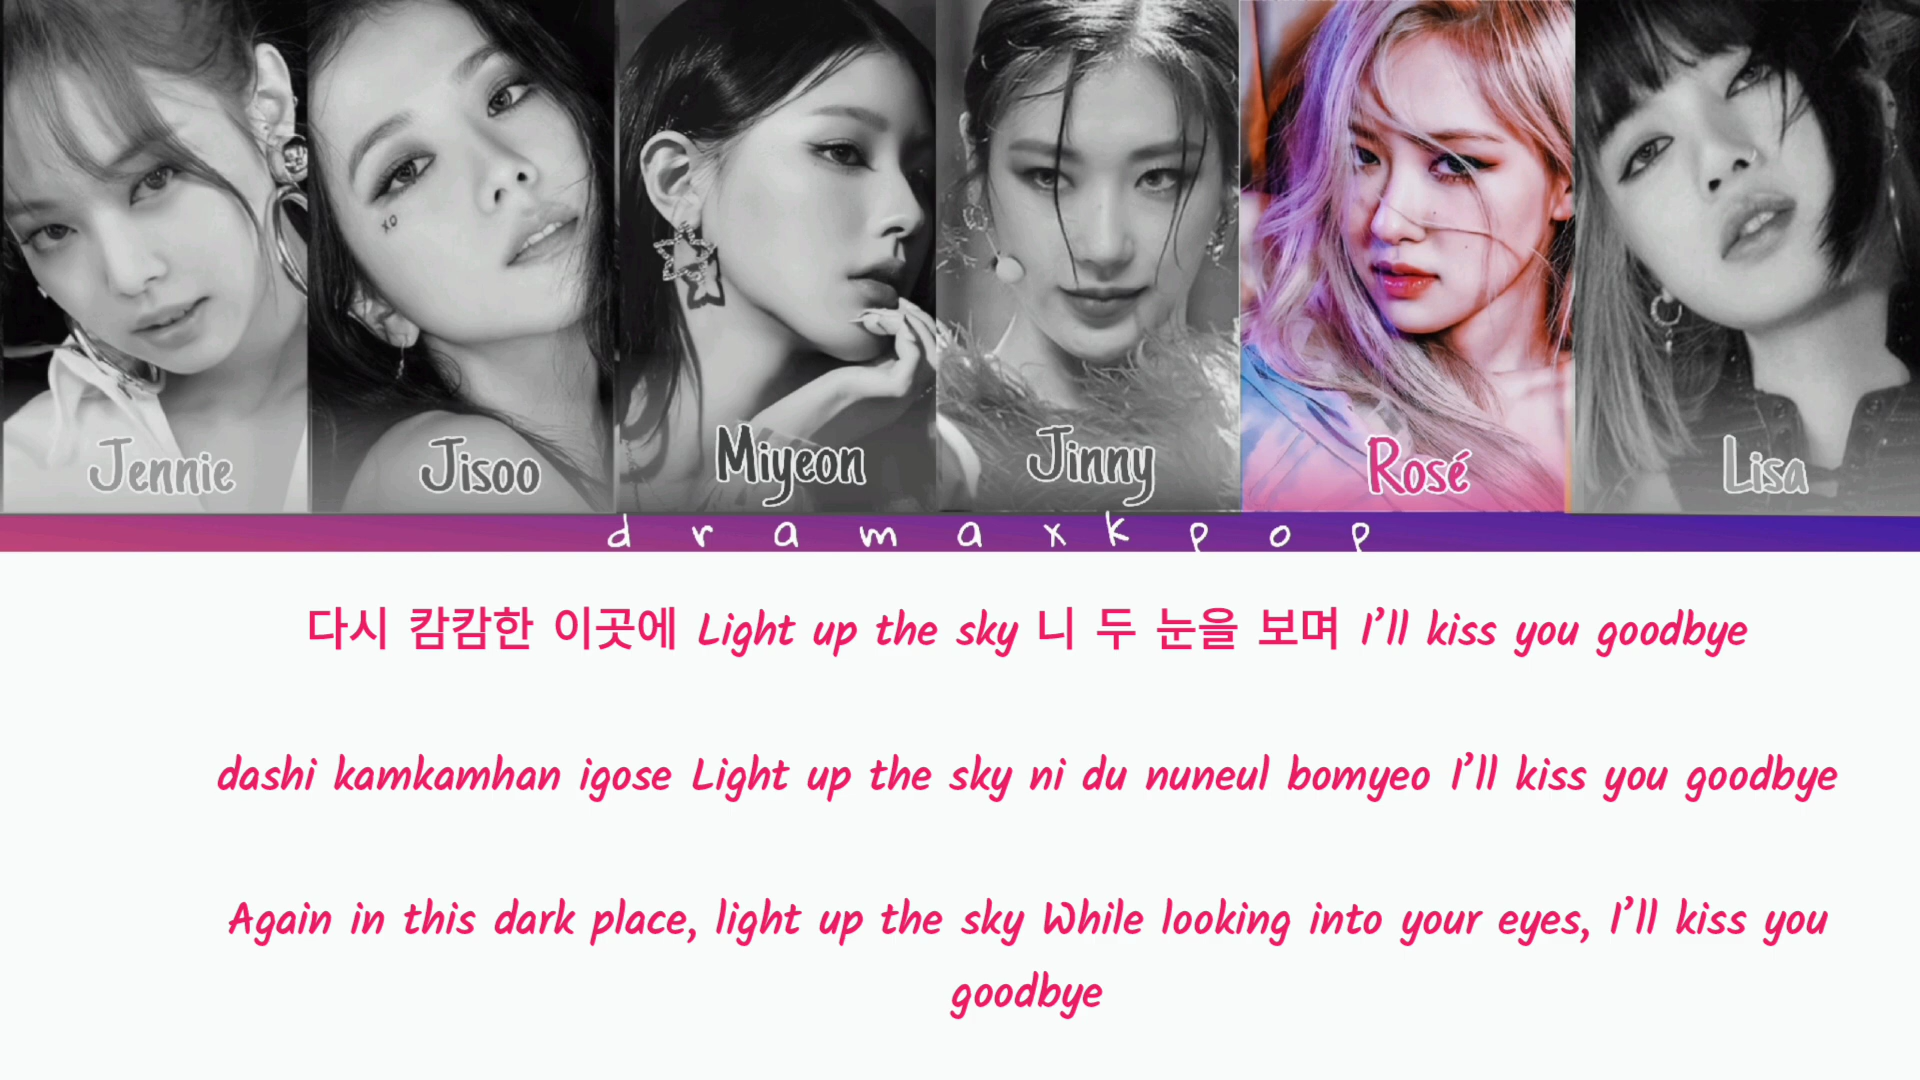 xo
Jennie
Jisoo
Miyeon
Jinny
Rosé
Lisa
dramaxkpop
다시 캄캄한 이곳에 Light up the sky 니 두 눈을 보며 I'll kiss you goodbye
dashi kamkamhan igose Light up the sky ni du nuneul bomyeo I'll kiss you goodbye
Again in this dark place, light up the sky While looking into your eyes, I'll kiss you
goodbye